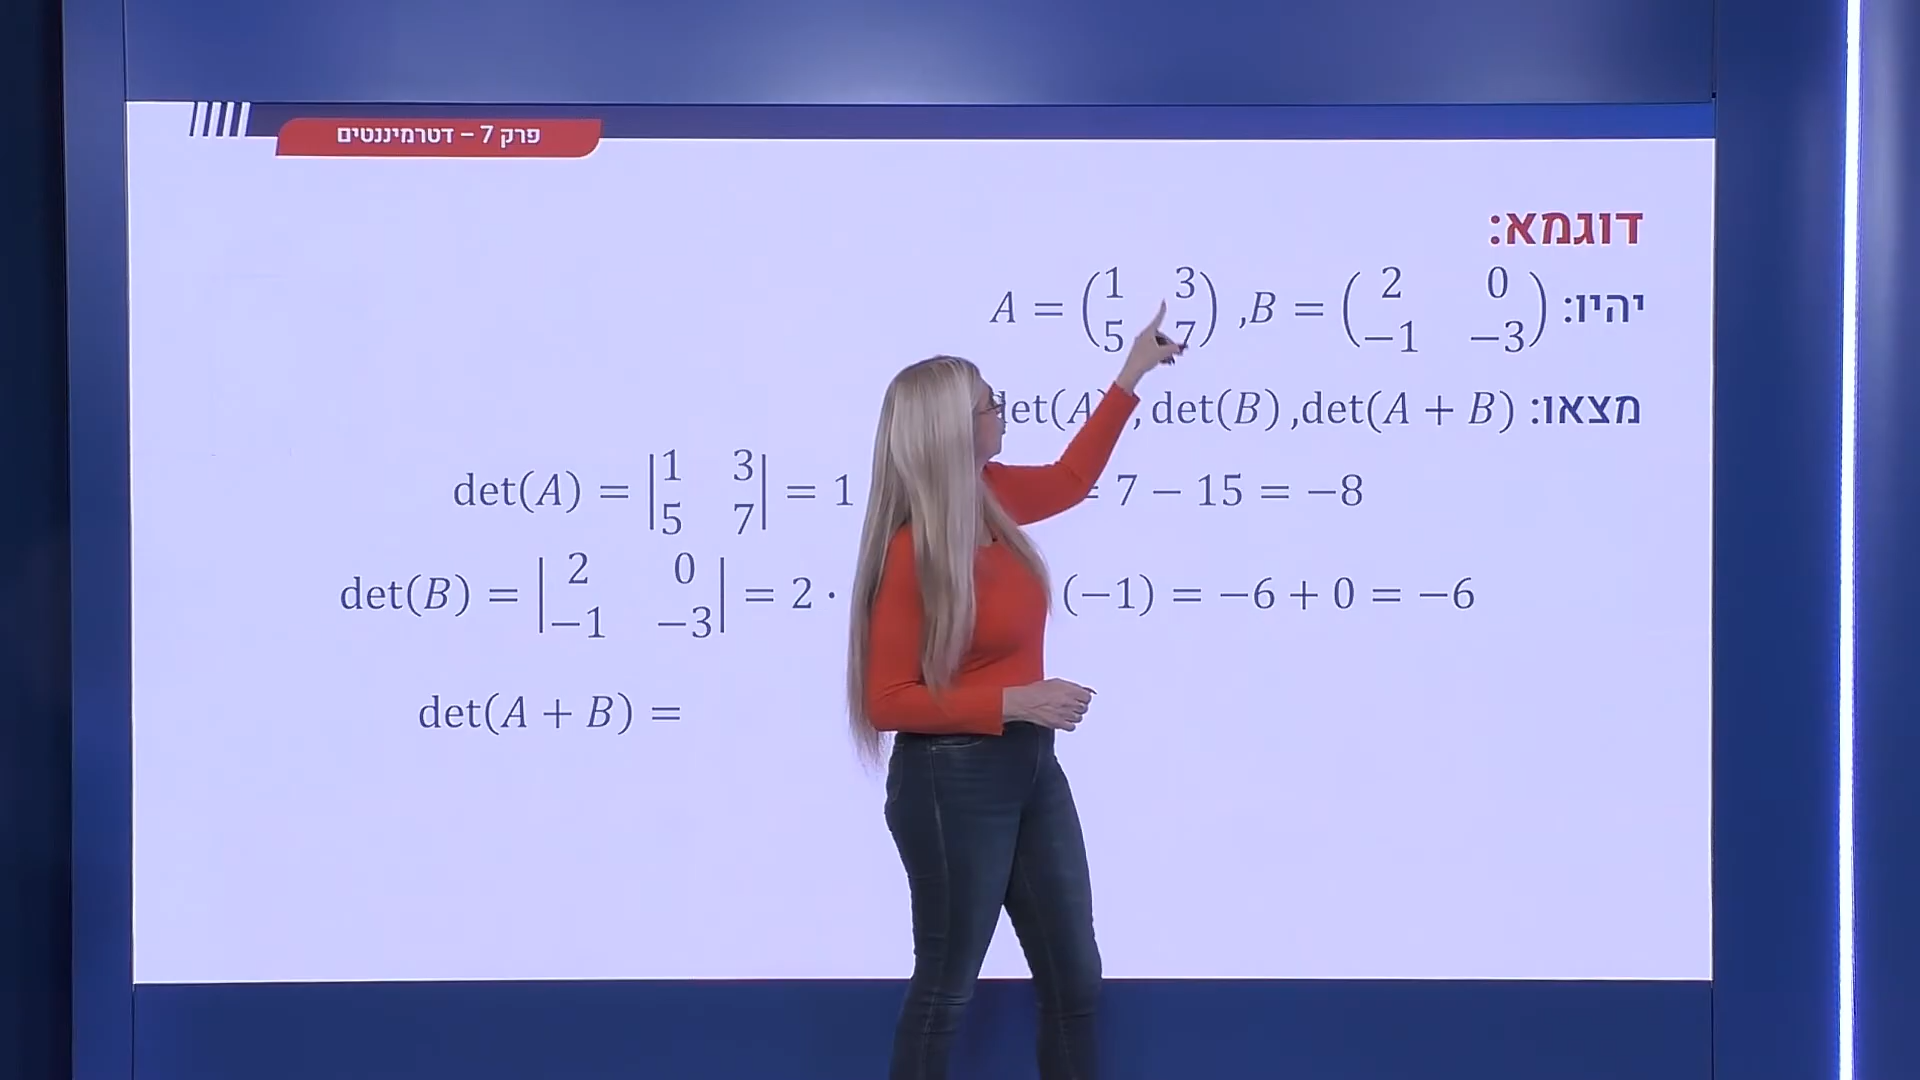 פרק 7 – דטרמיננטים
דוגמא:
יהיו: A = (1 3 5 7) , B = (2 0 −1 −3)
מצאו: det(A), det(B) , det(A + B)
det(A) = |1 3 5 7| = 1 = 7 − 15 = −8
det(B) = |2 0 −1 −3| = 2 · (−1) = −6 + 0 = −6
det(A + B) =